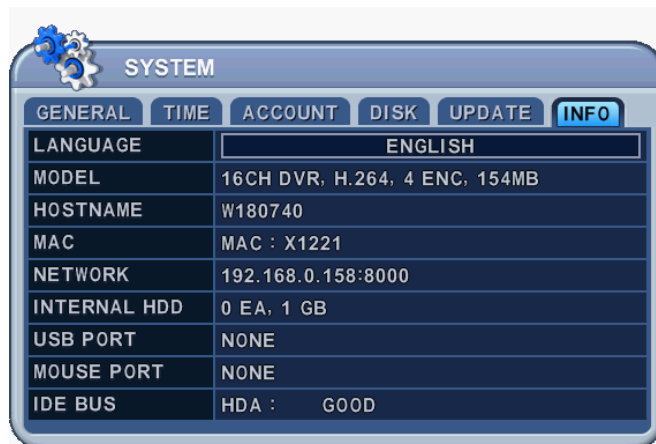 SYSTEM
GENERAL TIME ACCOUNT DISK UPDATE INFO
LANGUAGE ENGLISH
MODEL 16CH DVR, H.264, 4 ENC, 154MB
HOSTNAME W180740
MAC MAC : X1221
NETWORK 192.168.0.158:8000
INTERNAL HDD 0 EA, 1 GB
USB PORT NONE
MOUSE PORT NONE
IDE BUS HDA : GOOD